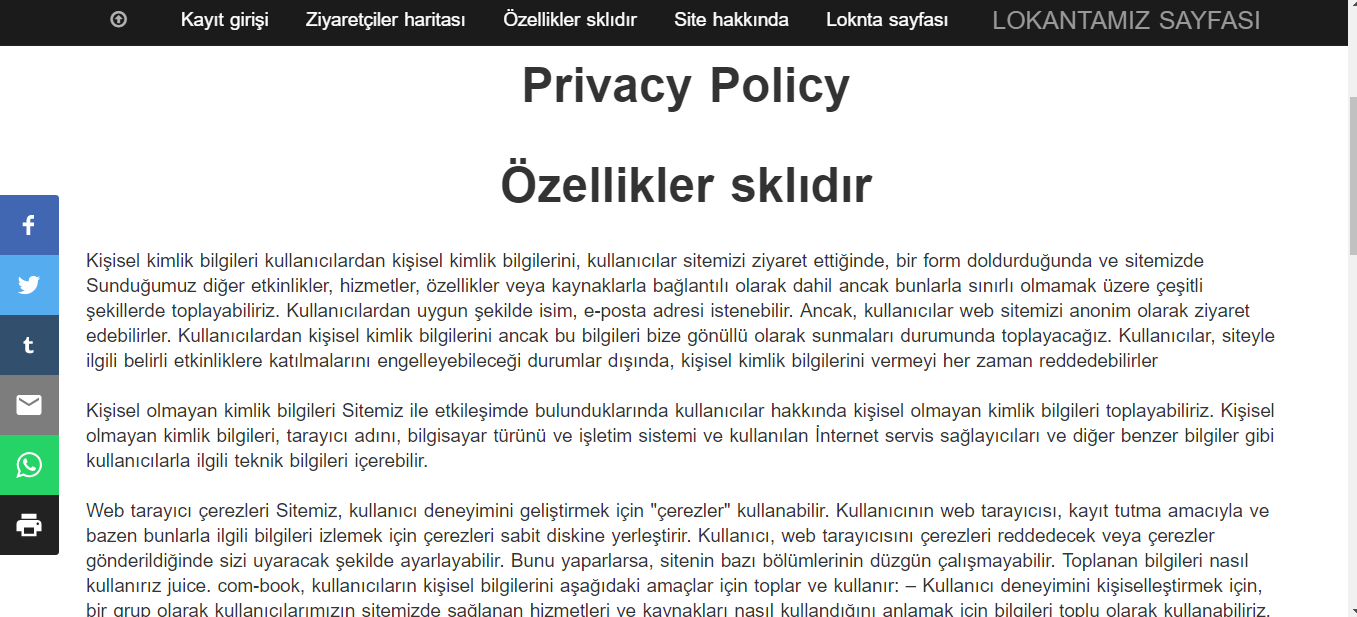 Kayıt girişi Ziyaretçiler haritası Özellikler sklıdır Site hakkında Loknta sayfası LOKANTAMIZ SAYFASI
Privacy Policy
Özellikler sklıdır
Kişisel kimlik bilgileri kullanıcılardan kişisel kimlik bilgilerini, kullanıcılar sitemizi ziyaret ettiğinde, bir form doldurduğunda ve sitemizde
Sunduğumuz diğer etkinlikler, hizmetler, özellikler veya kaynaklarla bağlantılı olarak dahil ancak bunlarla sınırlı olmamak üzere çeşitli
şekillerde toplayabiliriz. Kullanıcılardan uygun şekilde isim, e-posta adresi istenebilir. Ancak, kullanıcılar web sitemizi anonim olarak ziyaret
edebilirler. Kullanıcılardan kişisel kimlik bilgilerini ancak bu bilgileri bize gönüllü olarak sunmaları durumunda toplayacağız. Kullanıcılar, siteyle
ilgili belirli etkinliklere katılmalarını engelleyebileceği durumlar dışında, kişisel kimlik bilgilerini vermeyi her zaman reddedebilirler
Kişisel olmayan kimlik bilgileri Sitemiz ile etkileşimde bulunduklarında kullanıcılar hakkında kişisel olmayan kimlik bilgileri toplayabiliriz. Kişisel
olmayan kimlik bilgileri, tarayıcı adını, bilgisayar türünü ve işletim sistemi ve kullanılan İnternet servis sağlayıcıları ve diğer benzer bilgiler gibi
kullanıcılarla ilgili teknik bilgileri içerebilir.
Web tarayıcı çerezleri Sitemiz, kullanıcı deneyimini geliştirmek için "çerezler" kullanabilir. Kullanıcının web tarayıcısı, kayıt tutma amacıyla ve
bazen bunlarla ilgili bilgileri izlemek için çerezleri sabit diskine yerleştirir. Kullanıcı, web tarayıcısını çerezleri reddedecek veya çerezler
gönderildiğinde sizi uyaracak şekilde ayarlayabilir. Bunu yaparlarsa, sitenin bazı bölümlerinin düzgün çalışmayabilir. Toplanan bilgileri nasıl
kullanırız juice. com-book, kullanıcıların kişisel bilgilerini aşağıdaki amaçlar için toplar ve kullanır: – Kullanıcı deneyimini kişiselleştirmek için,
bir grup olarak kullanıcılarımızın sitemizde sağlanan hizmetleri ve kaynakları nasıl kullandığını anlamak için bilgileri toplu olarak kullanabiliriz.